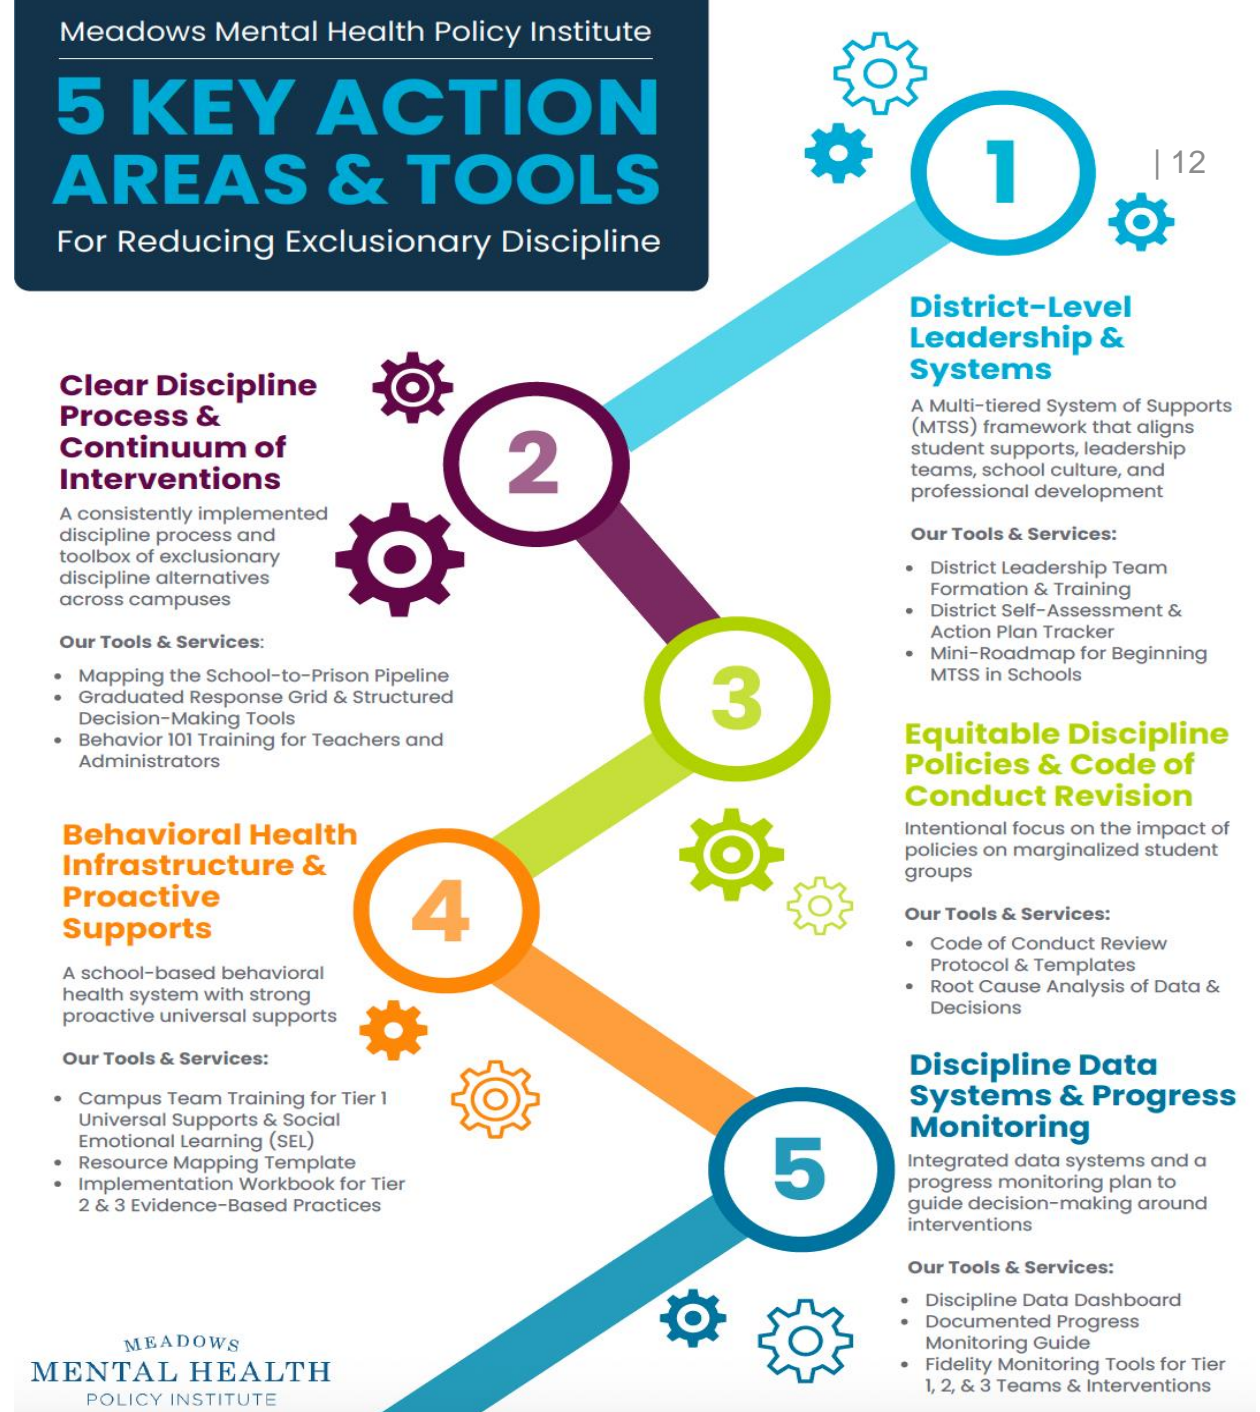 Meadows Mental Health Policy Institute
5 KEY ACTION
AREAS & TOOLS
For Reducing Exclusionary Discipline
1
| 12
District-Level
Leadership &
Systems
A Multi-tiered System of Supports
(MTSS) framework that aligns
student supports, leadership
teams, school culture, and
professional development
Our Tools & Services:
• District Leadership Team
Formation & Training
• District Self-Assessment &
Action Plan Tracker
• Mini-Roadmap for Beginning
MTSS in Schools
2
Clear Discipline
Process &
Continuum of
Interventions
A consistently implemented
discipline process and
toolbox of exclusionary
discipline alternatives
across campuses
Our Tools & Services:
• Mapping the School-to-Prison Pipeline
• Graduated Response Grid & Structured
Decision-Making Tools
• Behavior 101 Training for Teachers and
Administrators
3
Equitable Discipline
Policies & Code of
Conduct Revision
Intentional focus on the impact of
policies on marginalized student
groups
Our Tools & Services:
• Code of Conduct Review
Protocol & Templates
• Root Cause Analysis of Data &
Decisions
4
Behavioral Health
Infrastructure &
Proactive
Supports
A school-based behavioral
health system with strong
proactive universal supports
Our Tools & Services:
• Campus Team Training for Tier 1
Universal Supports & Social
Emotional Learning (SEL)
• Resource Mapping Template
• Implementation Workbook for Tier
2 & 3 Evidence-Based Practices
5
Discipline Data
Systems & Progress
Monitoring
Integrated data systems and a
progress monitoring plan to
guide decision-making around
interventions
Our Tools & Services:
• Discipline Data Dashboard
• Documented Progress
Monitoring Guide
• Fidelity Monitoring Tools for Tier
1, 2, & 3 Teams & Interventions
MEADOWS
MENTAL HEALTH
POLICY INSTITUTE